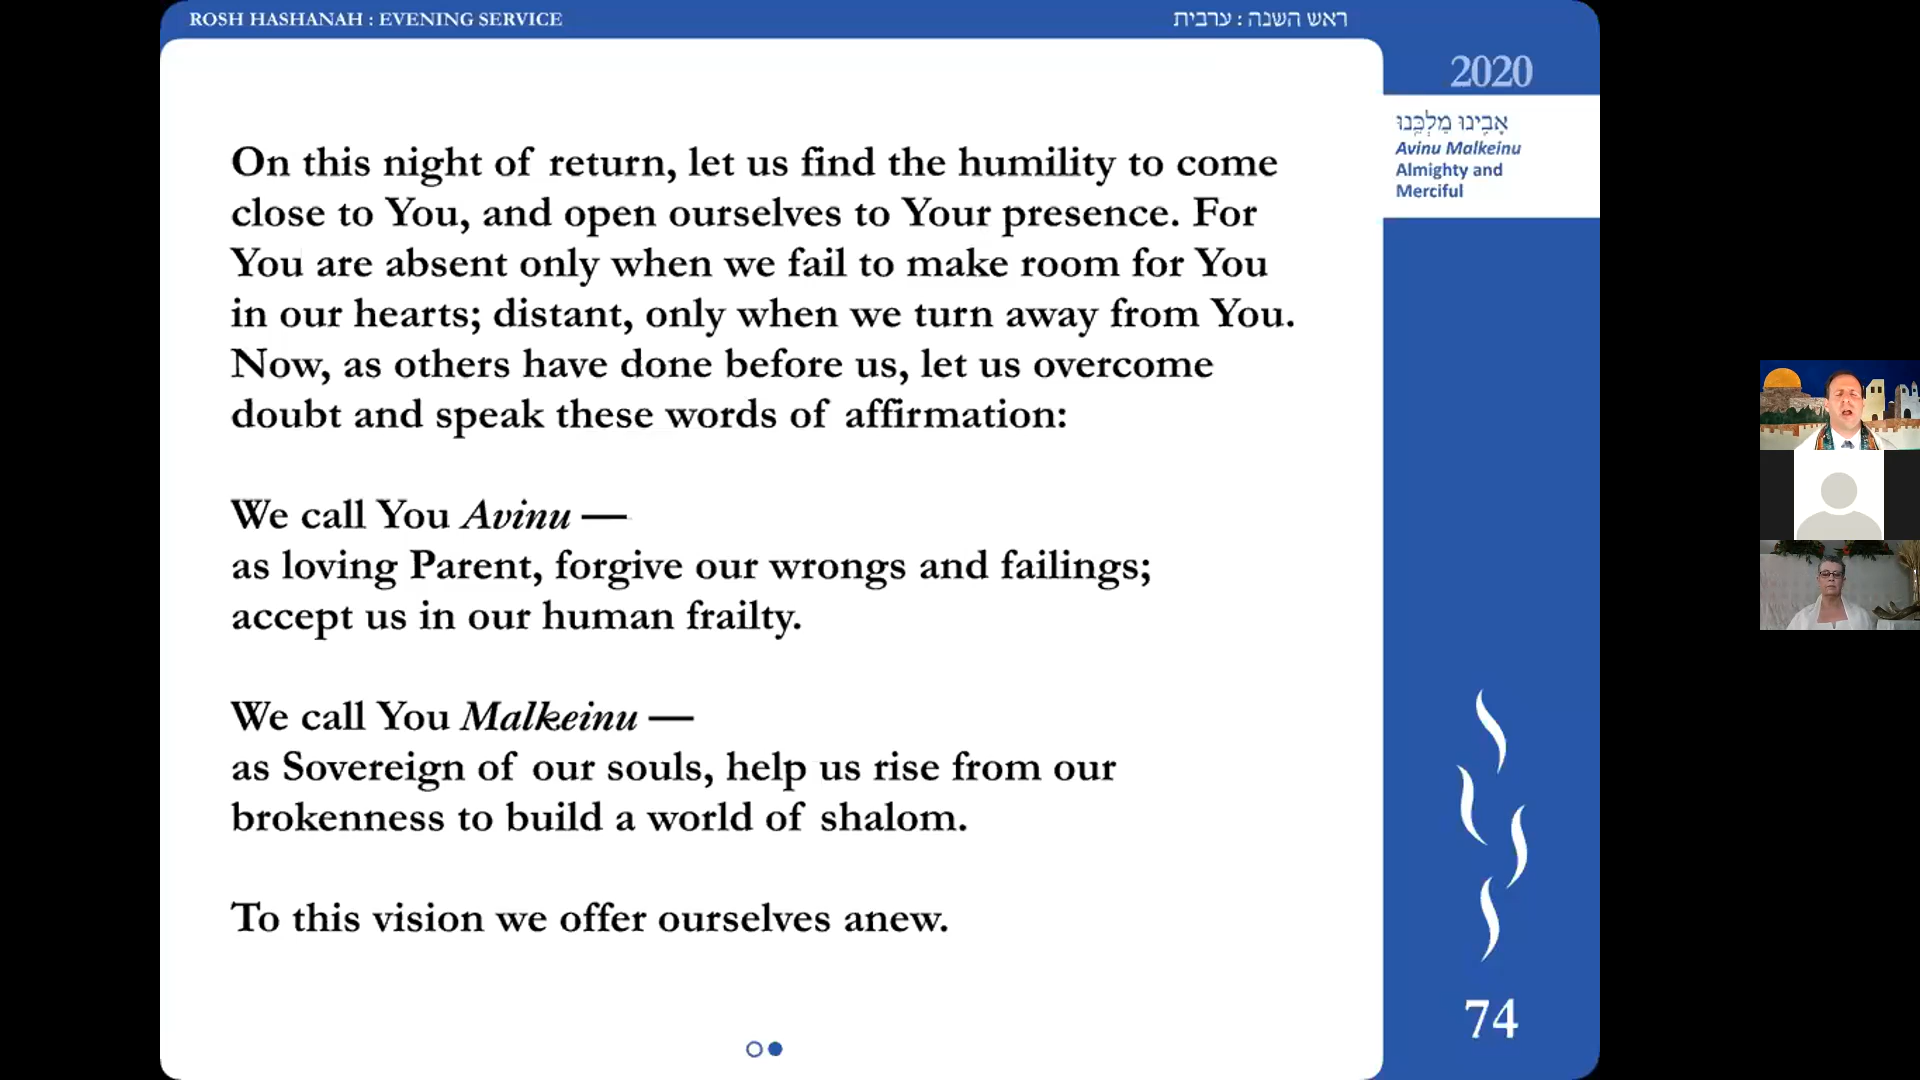 ROSH HASHANAH : EVENING SERVICE
ראש השנה : ערבית
2020
אָבִינוּ מַלְכֵּנוּ
Avinu Malkeinu
Almighty and
Merciful
On this night of return, let us find the humility to come
close to You, and open ourselves to Your presence. For
You are absent only when we fail to make room for You
in our hearts; distant, only when we turn away from You.
Now, as others have done before us, let us overcome
doubt and speak these words of affirmation:
We call You Avinu —
as loving Parent, forgive our wrongs and failings;
accept us in our human frailty.
We call You Malkeinu —
as Sovereign of our souls, help us rise from our
brokenness to build a world of shalom.
To this vision we offer ourselves anew.
74